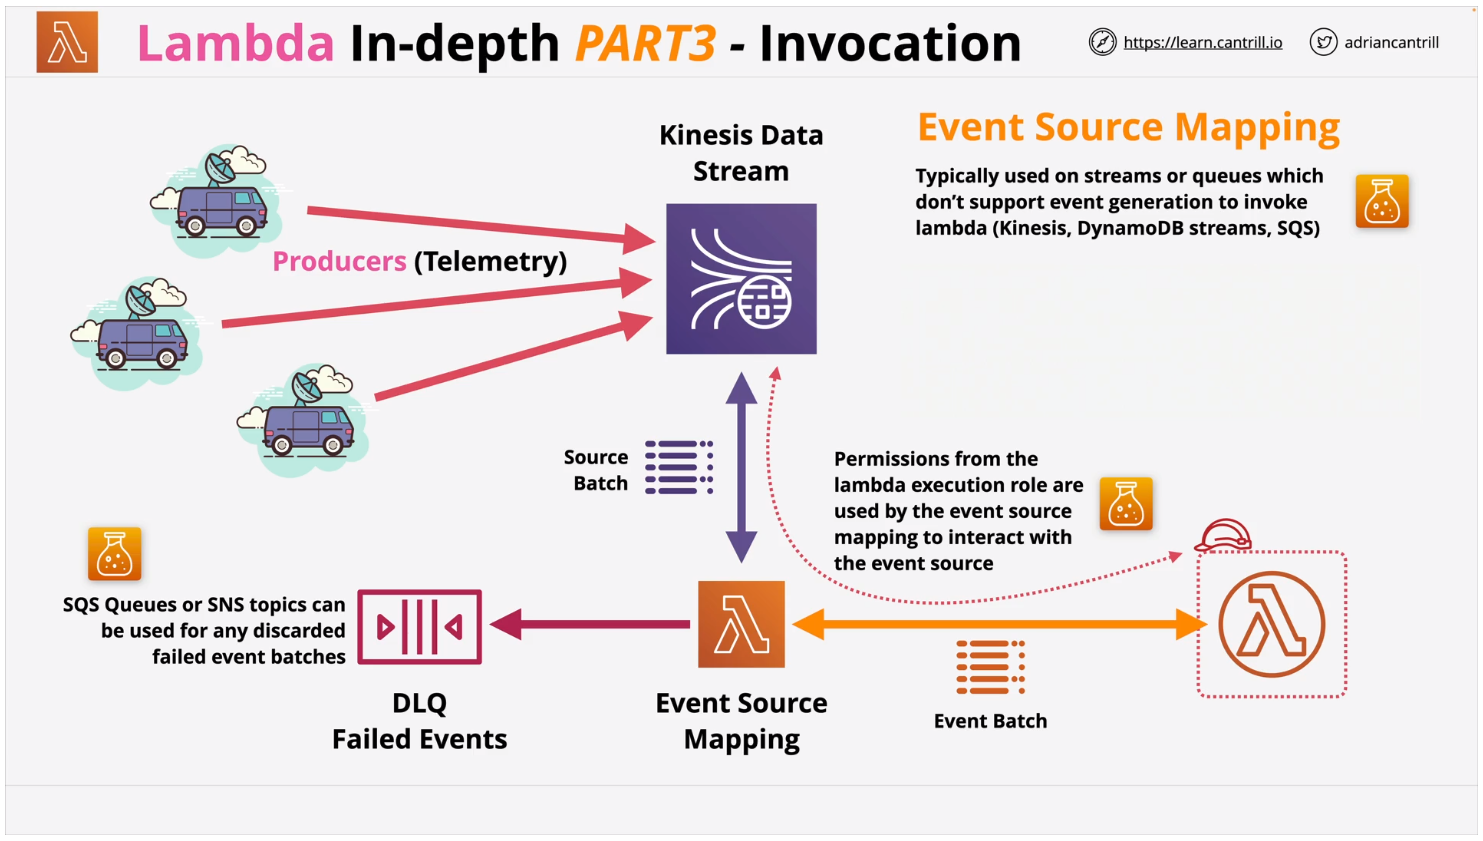 Lambda In-depth PART3 - Invocation
https://learn.cantrill.io
adriancantrill
Kinesis Data
Stream
Event Source Mapping
Typically used on streams or queues which
don't support event generation to invoke
lambda (Kinesis, DynamoDB streams, SQS)
Producers (Telemetry)
Source
Batch
Permissions from the
lambda execution role are
used by the event source
mapping to interact with
the event source
SQS Queues or SNS topics can
be used for any discarded
failed event batches
DLQ
Failed Events
Event Source
Mapping
Event Batch